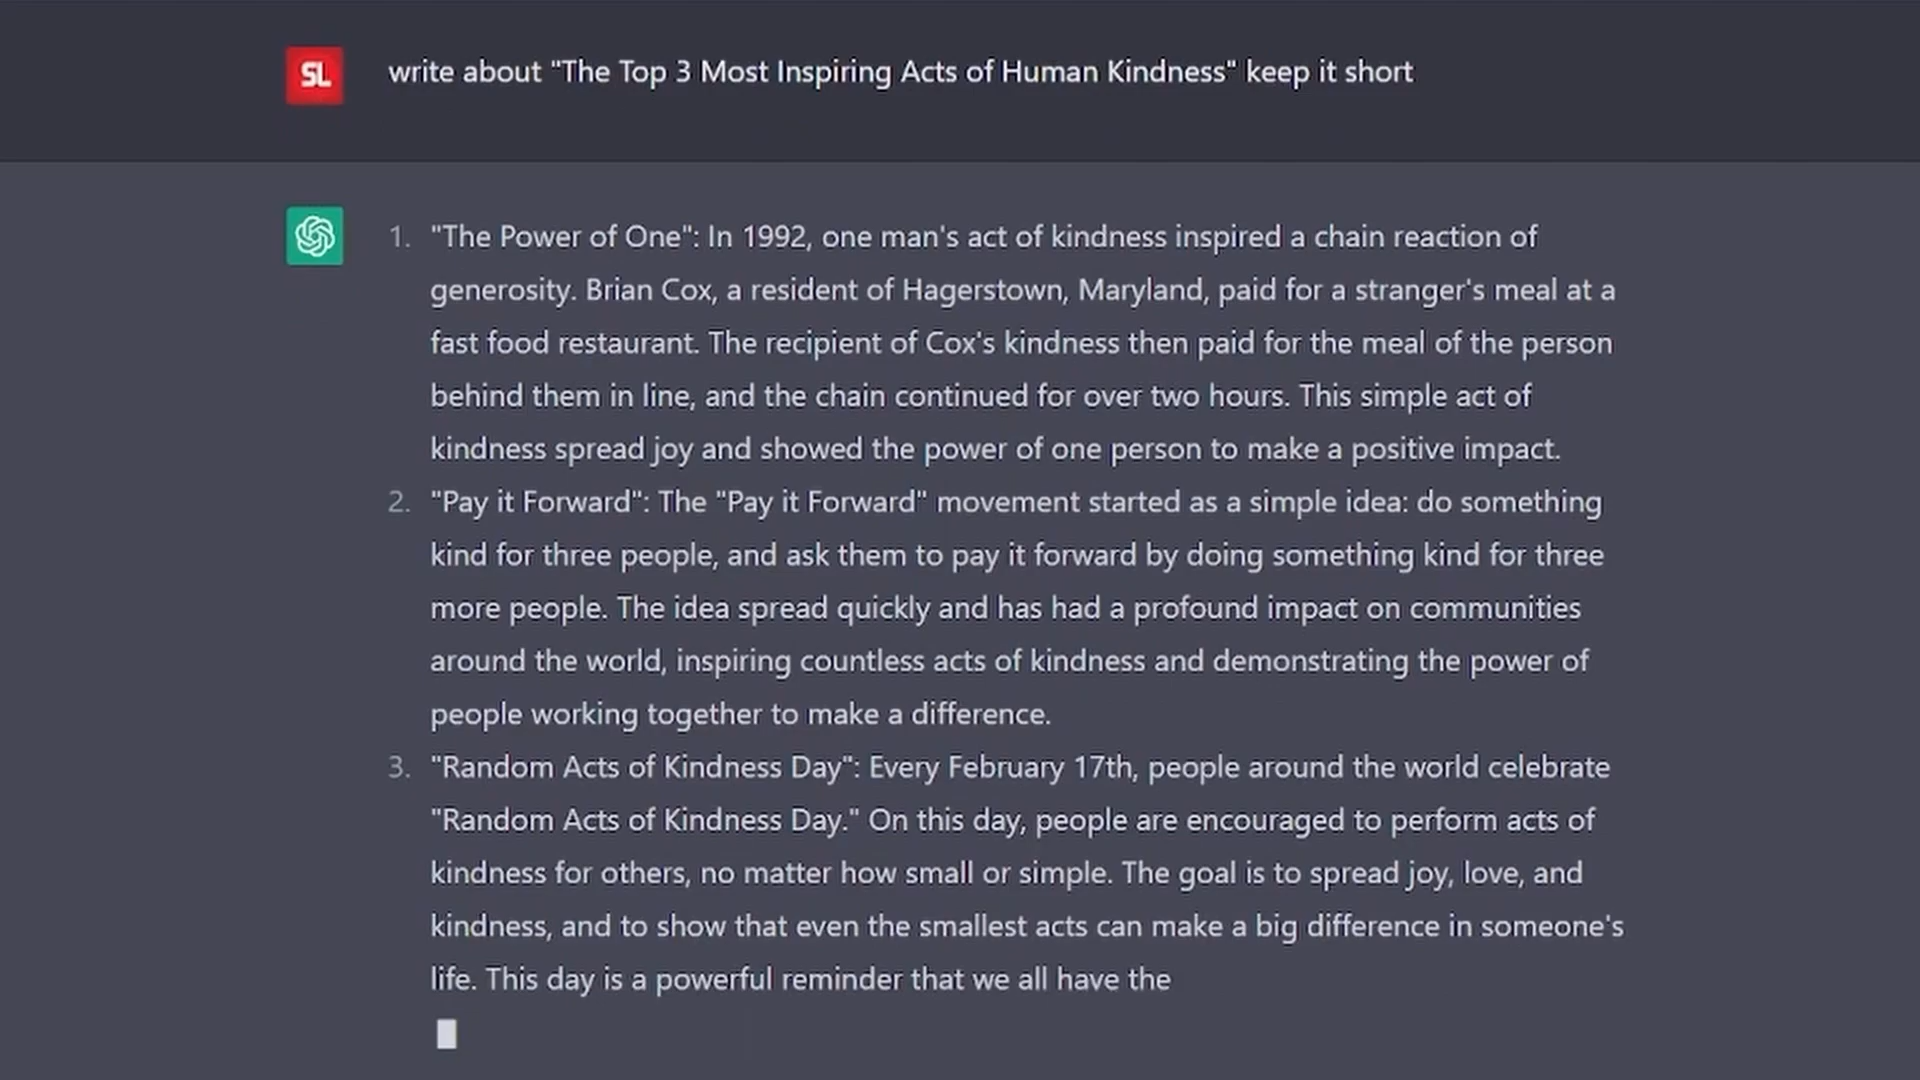 SL write about "The Top 3 Most Inspiring Acts of Human Kindness" keep it short
1. "The Power of One": In 1992, one man's act of kindness inspired a chain reaction of
generosity. Brian Cox, a resident of Hagerstown, Maryland, paid for a stranger's meal at a
fast food restaurant. The recipient of Cox's kindness then paid for the meal of the person
behind them in line, and the chain continued for over two hours. This simple act of
kindness spread joy and showed the power of one person to make a positive impact.
2. "Pay it Forward": The "Pay it Forward" movement started as a simple idea: do something
kind for three people, and ask them to pay it forward by doing something kind for three
more people. The idea spread quickly and has had a profound impact on communities
around the world, inspiring countless acts of kindness and demonstrating the power of
people working together to make a difference.
3. "Random Acts of Kindness Day": Every February 17th, people around the world celebrate
"Random Acts of Kindness Day." On this day, people are encouraged to perform acts of
kindness for others, no matter how small or simple. The goal is to spread joy, love, and
kindness, and to show that even the smallest acts can make a big difference in someone's
life. This day is a powerful reminder that we all have the